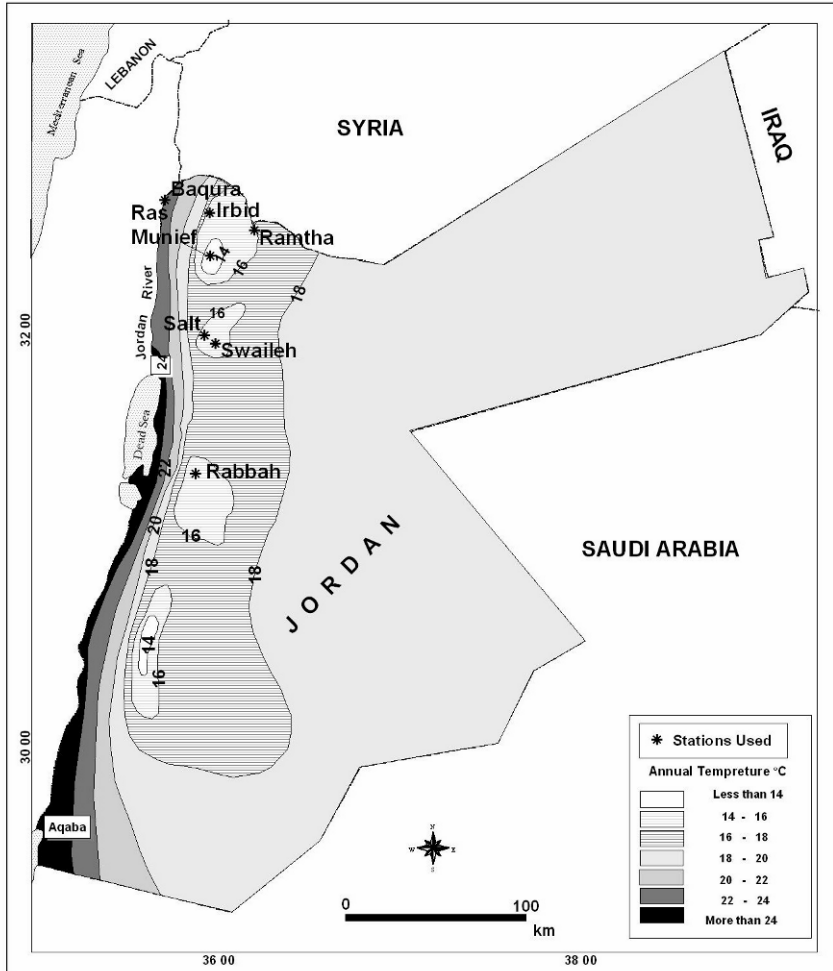 Mediterranean Sea
LEBANON
SYRIA
IRAQ
Baqura
Ras
Munief
Irbid
Ramtha
14
16
18
Jordan River
32 00
16
Salt
Swaileh
24
Dead Sea
22
Rabbah
16
20
18
18
JORDAN
SAUDI ARABIA
14
16
30 00
Aqaba
N
W
E
S
0
100
km
Stations Used
Annual Tempreture °C
Less than 14
14 - 16
16 - 18
18 - 20
20 - 22
22 - 24
More than 24
36 00
38 00